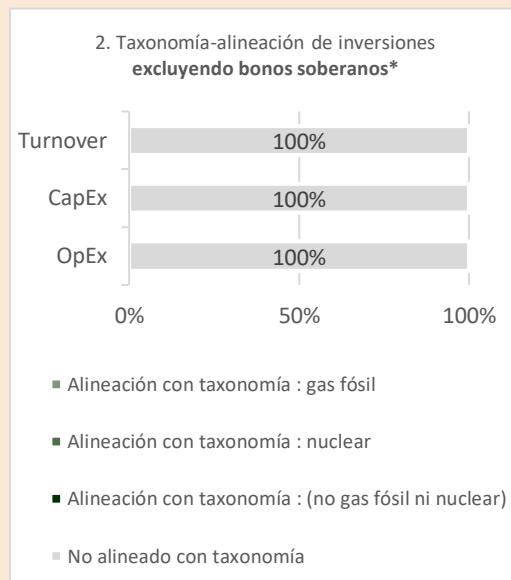 2. Taxonomía-alineación de inversiones
excluyendo bonos soberanos*
Turnover 100%
CapEx 100%
OpEx 100%
0% 50% 100%
Alineación con taxonomía : gas fósil
Alineación con taxonomía : nuclear
Alineación con taxonomía : (no gas fósil ni nuclear)
No alineado con taxonomía